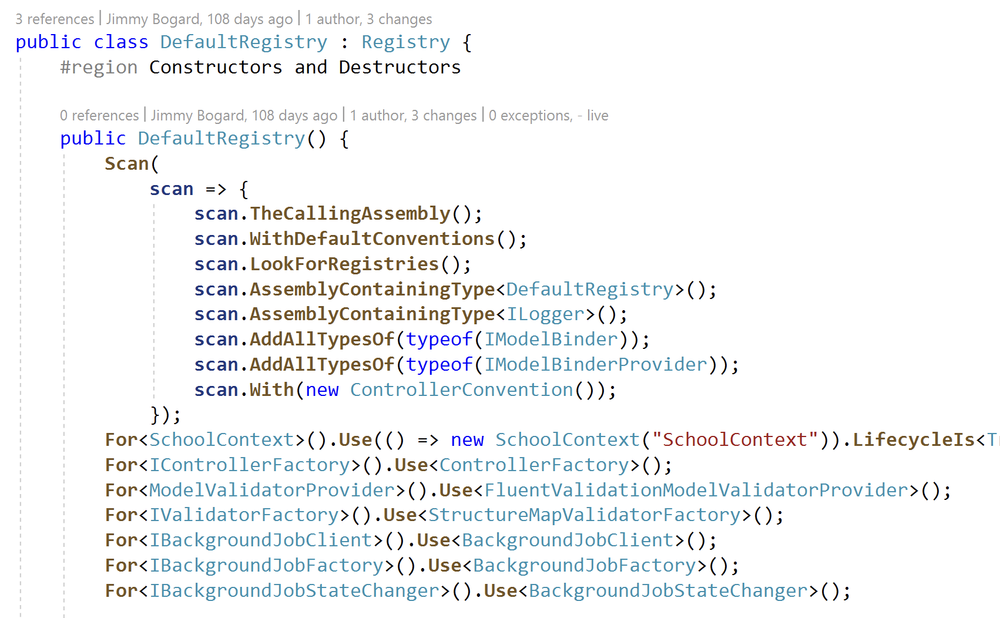 3 references | Jimmy Bogard, 108 days ago | 1 author, 3 changes
public class DefaultRegistry : Registry {
#region Constructors and Destructors
0 references | Jimmy Bogard, 108 days ago | 1 author, 3 changes | 0 exceptions, - live
public DefaultRegistry() {
Scan(
scan => {
scan.TheCallingAssembly();
scan.WithDefaultConventions();
scan.LookForRegistries();
scan.AssemblyContainingType<DefaultRegistry>();
scan.AssemblyContainingType<ILogger>();
scan.AddAllTypesOf(typeof(IModelBinder));
scan.AddAllTypesOf(typeof(IModelBinderProvider));
scan.With(new ControllerConvention());
});
For<SchoolContext>().Use(() => new SchoolContext("SchoolContext")).LifecycleIs<
For<IControllerFactory>().Use<ControllerFactory>();
For<ModelValidatorProvider>().Use<FluentValidationModelValidatorProvider>();
For<IValidatorFactory>().Use<StructureMapValidatorFactory>();
For<IBackgroundJobClient>().Use<BackgroundJobClient>();
For<IBackgroundJobFactory>().Use<BackgroundJobFactory>();
For<IBackgroundJobStateChanger>().Use<BackgroundJobStateChanger>();